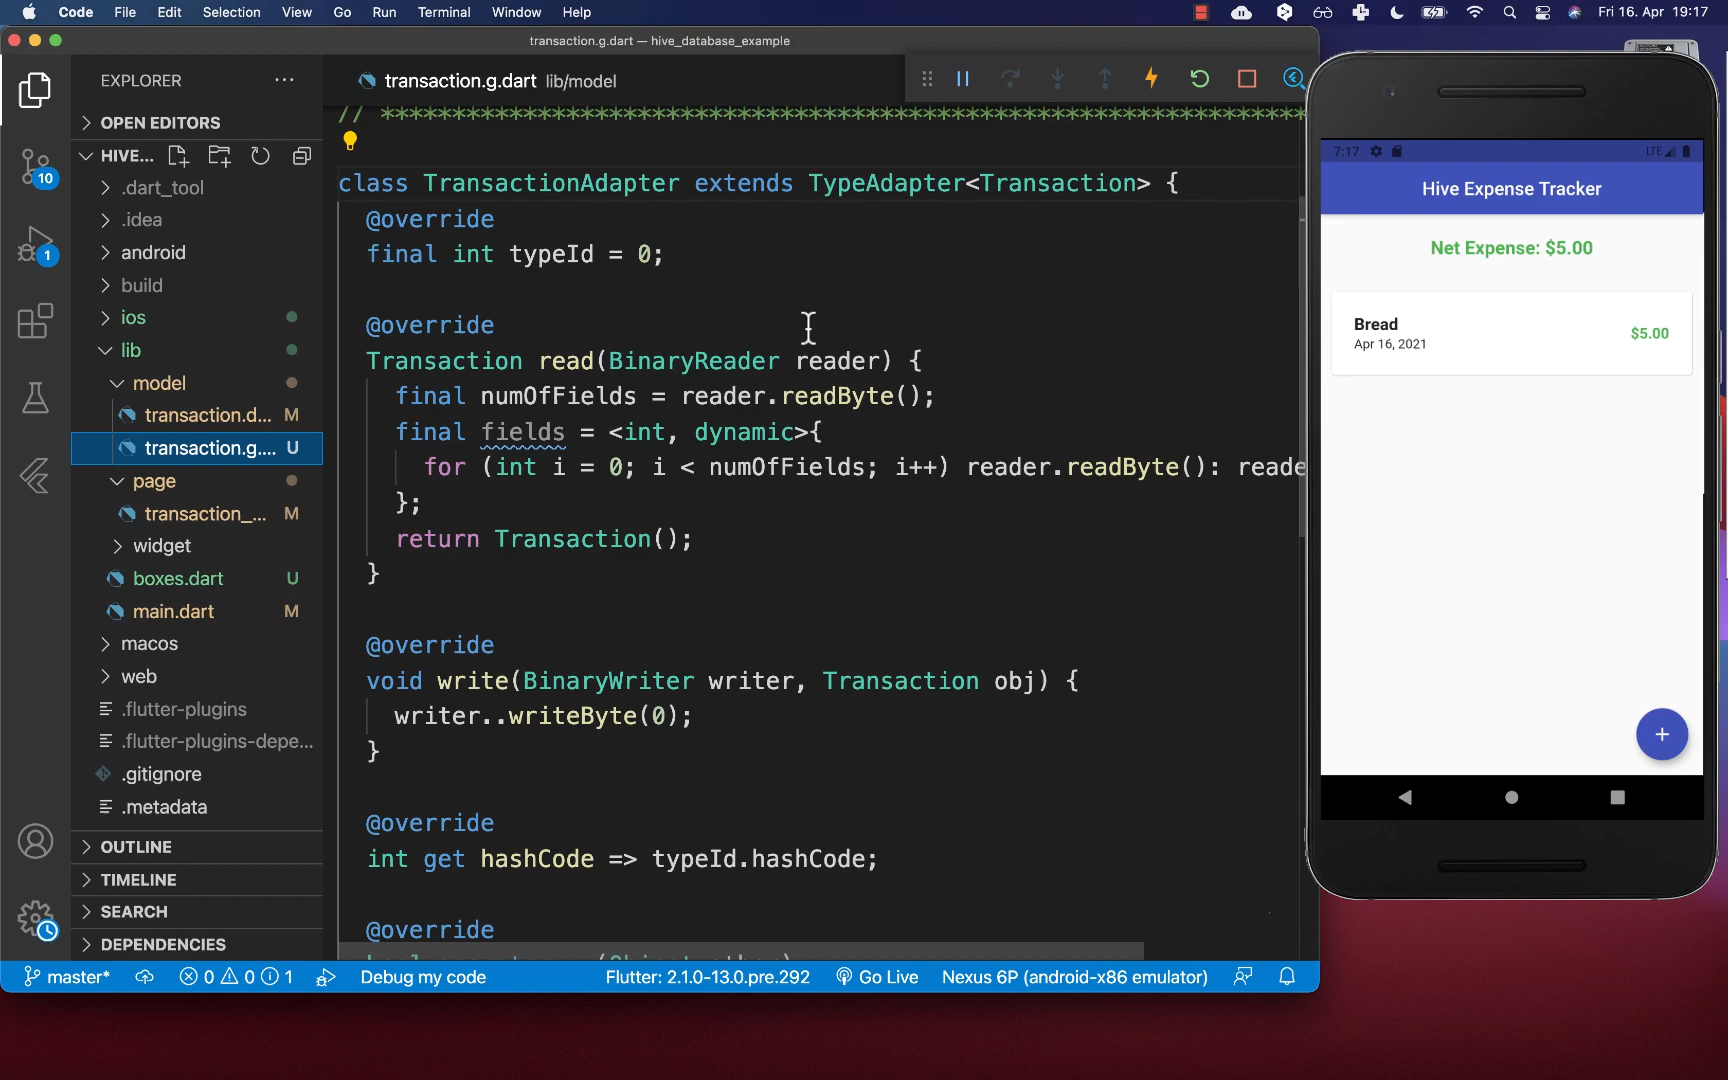 Code File Edit Selection View Go Run Terminal Window Help Fri 16. Apr 19:17
transaction.g.dart — hive_database_example
EXPLORER
OPEN EDITORS
HIVE...
.dart_tool
.idea
android
build
ios
lib
model
transaction.d... M
transaction.g.... U
page
transaction_... M
widget
boxes.dart U
main.dart M
macos
web
.flutter-plugins
.flutter-plugins-depe...
.gitignore
.metadata
OUTLINE
TIMELINE
SEARCH
DEPENDENCIES
10
1
transaction.g.dart lib/model
// *****************************************************************
class TransactionAdapter extends TypeAdapter<Transaction> {
@override
final int typeId = 0;
@override
Transaction read(BinaryReader reader) {
final numOfFields = reader.readByte();
final fields = <int, dynamic>{
for (int i = 0; i < numOfFields; i++) reader.readByte(): reade
};
return Transaction();
}
@override
void write(BinaryWriter writer, Transaction obj) {
writer..writeByte(0);
}
@override
int get hashCode => typeId.hashCode;
@override
master* 0 0 1 Debug my code Flutter: 2.1.0-13.0.pre.292 Go Live Nexus 6P (android-x86 emulator)
7:17 LTE
Hive Expense Tracker
Net Expense: $5.00
Bread
Apr 16, 2021
$5.00
+